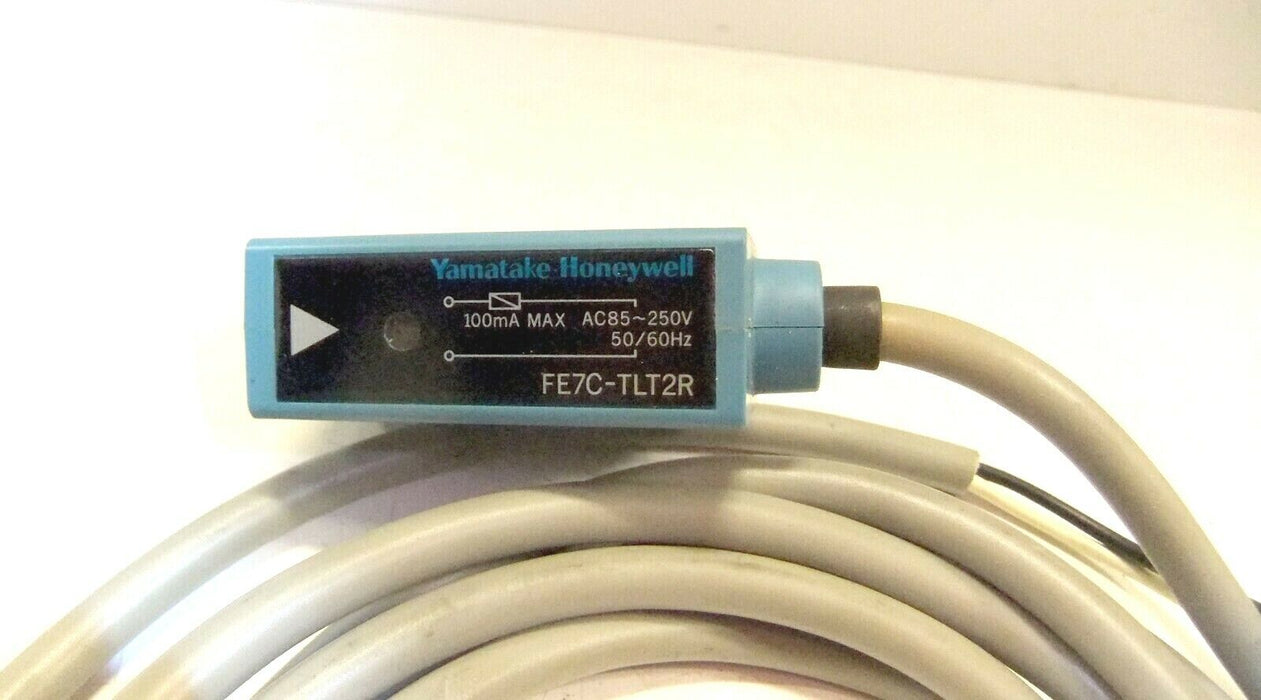 Yamatake-Honeywell
100mA MAX AC85~250V
50/60Hz
FE7C-TLT2R